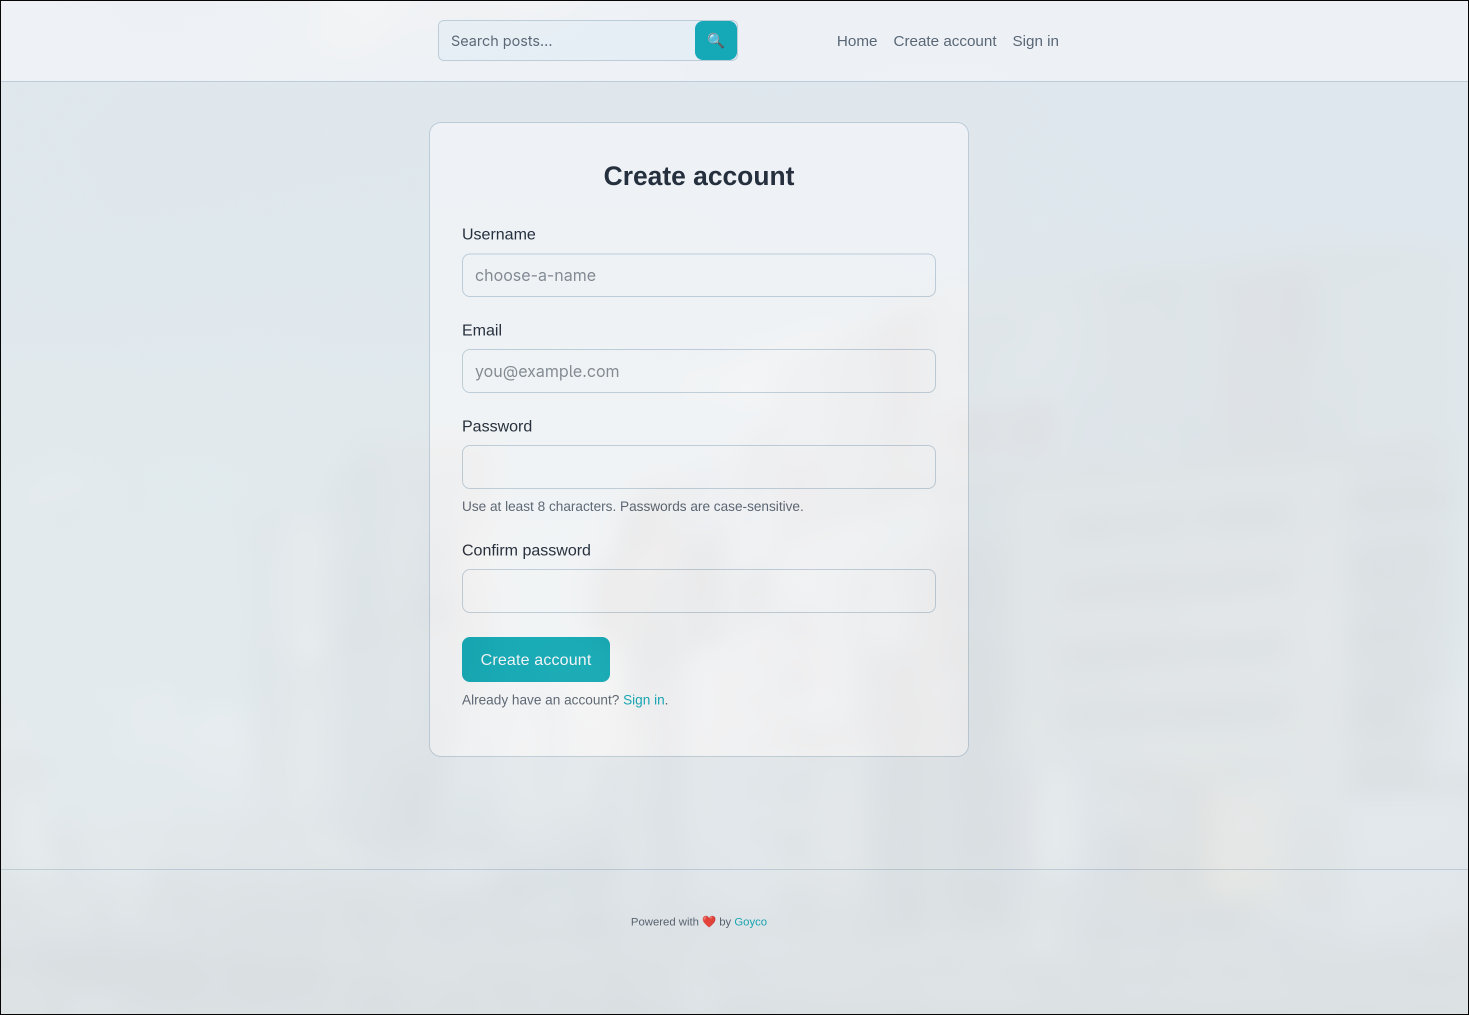 Search posts...
Home Create account Sign in
Create account
Username
choose-a-name
Email
you@example.com
Password
Use at least 8 characters. Passwords are case-sensitive.
Confirm password
Create account
Already have an account? Sign in.
Powered with ❤️ by Goyco